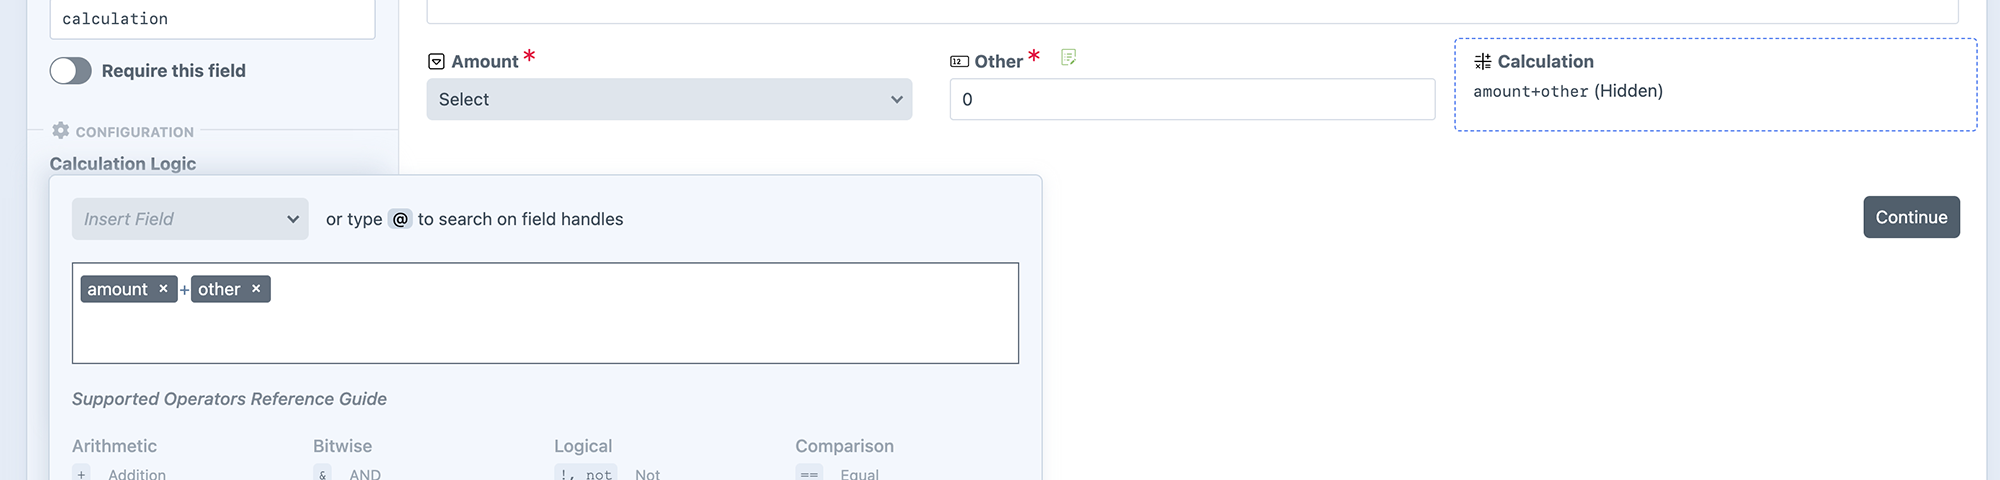 calculation
Require this field
CONFIGURATION
Calculation Logic
Amount *
Select
Other *
0
Calculation
amount+other (Hidden)
Insert Field
or type @ to search on field handles
amount × + other ×
Continue
Supported Operators Reference Guide
Arithmetic Bitwise Logical Comparison
+ Addition & AND !, not Not == Equal